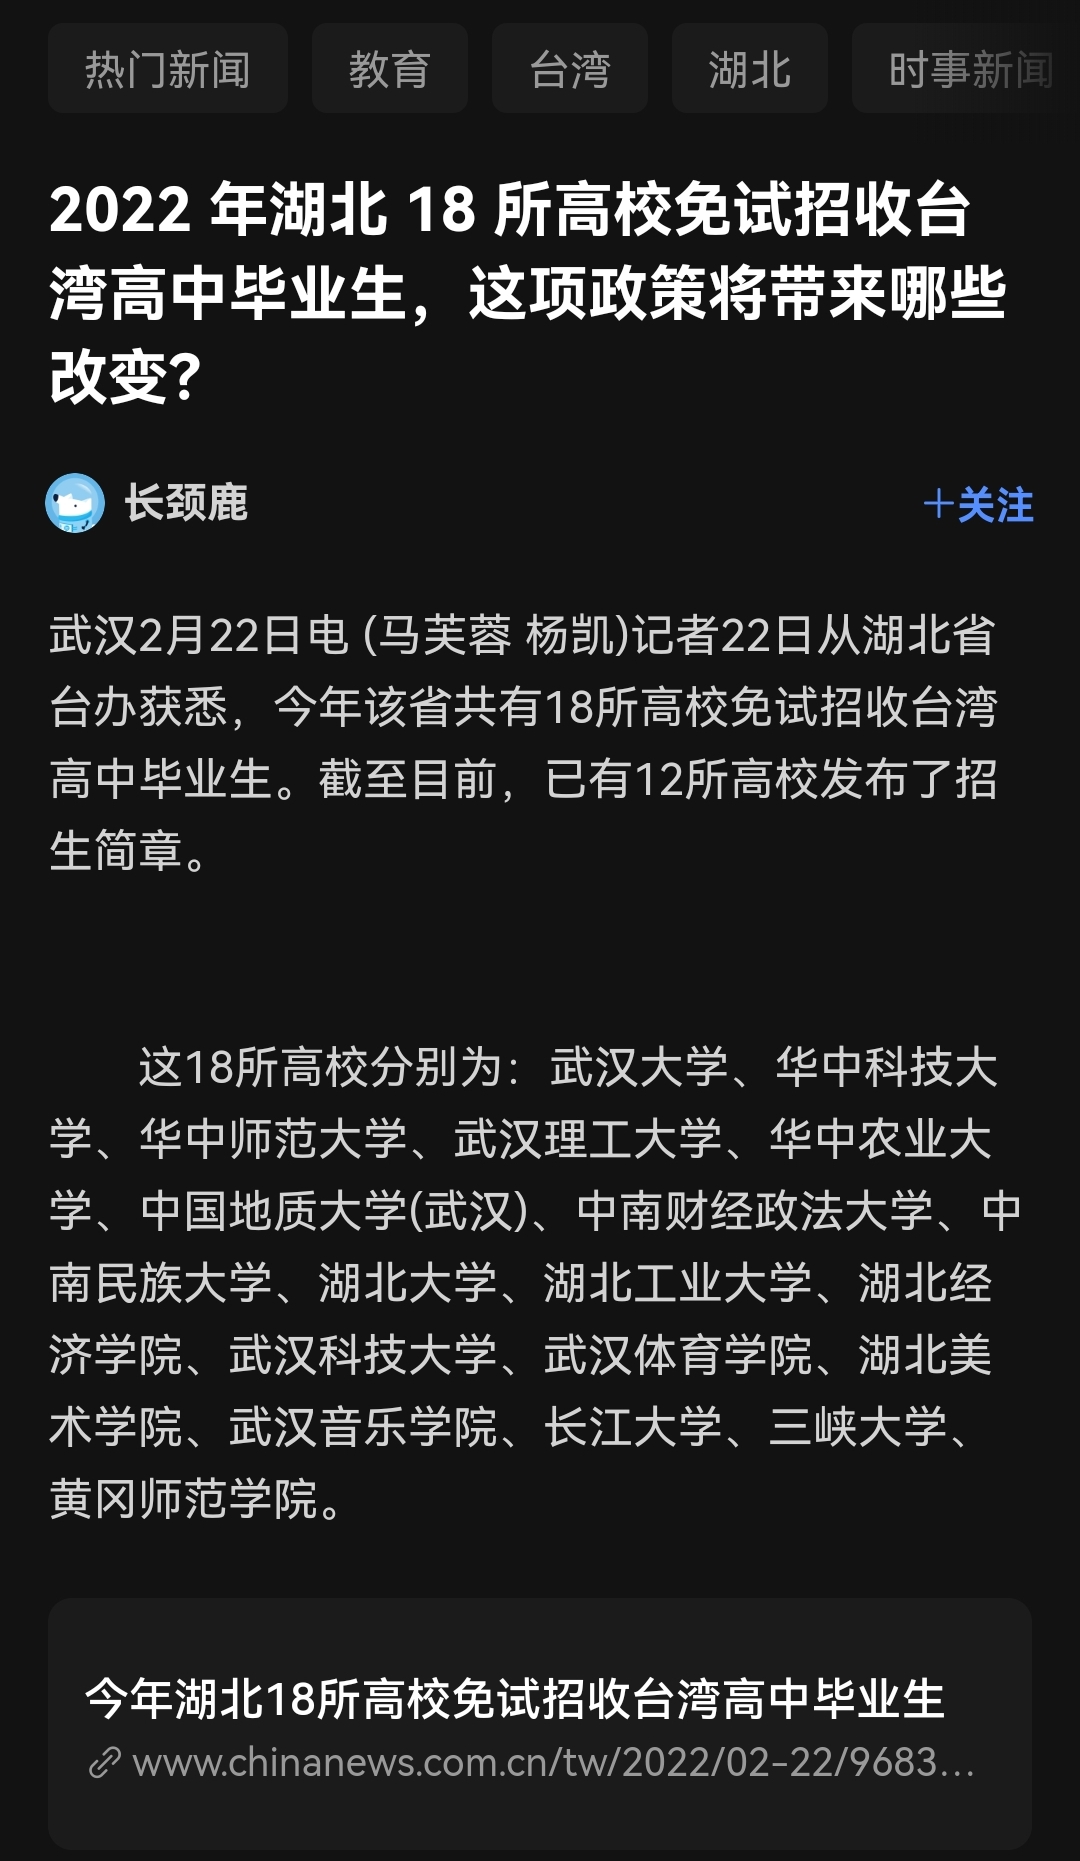 热门新闻 教育 台湾 湖北 时事新闻
2022 年湖北 18 所高校免试招收台
湾高中毕业生，这项政策将带来哪些
改变？
长颈鹿 +关注
武汉2月22日电 (马芙蓉 杨凯)记者22日从湖北省
台办获悉，今年该省共有18所高校免试招收台湾
高中毕业生。截至目前，已有12所高校发布了招
生简章。
这18所高校分别为：武汉大学、华中科技大
学、华中师范大学、武汉理工大学、华中农业大
学、中国地质大学(武汉)、中南财经政法大学、中
南民族大学、湖北大学、湖北工业大学、湖北经
济学院、武汉科技大学、武汉体育学院、湖北美
术学院、武汉音乐学院、长江大学、三峡大学、
黄冈师范学院。
今年湖北18所高校免试招收台湾高中毕业生
www.chinanews.com.cn/tw/2022/02-22/9683...